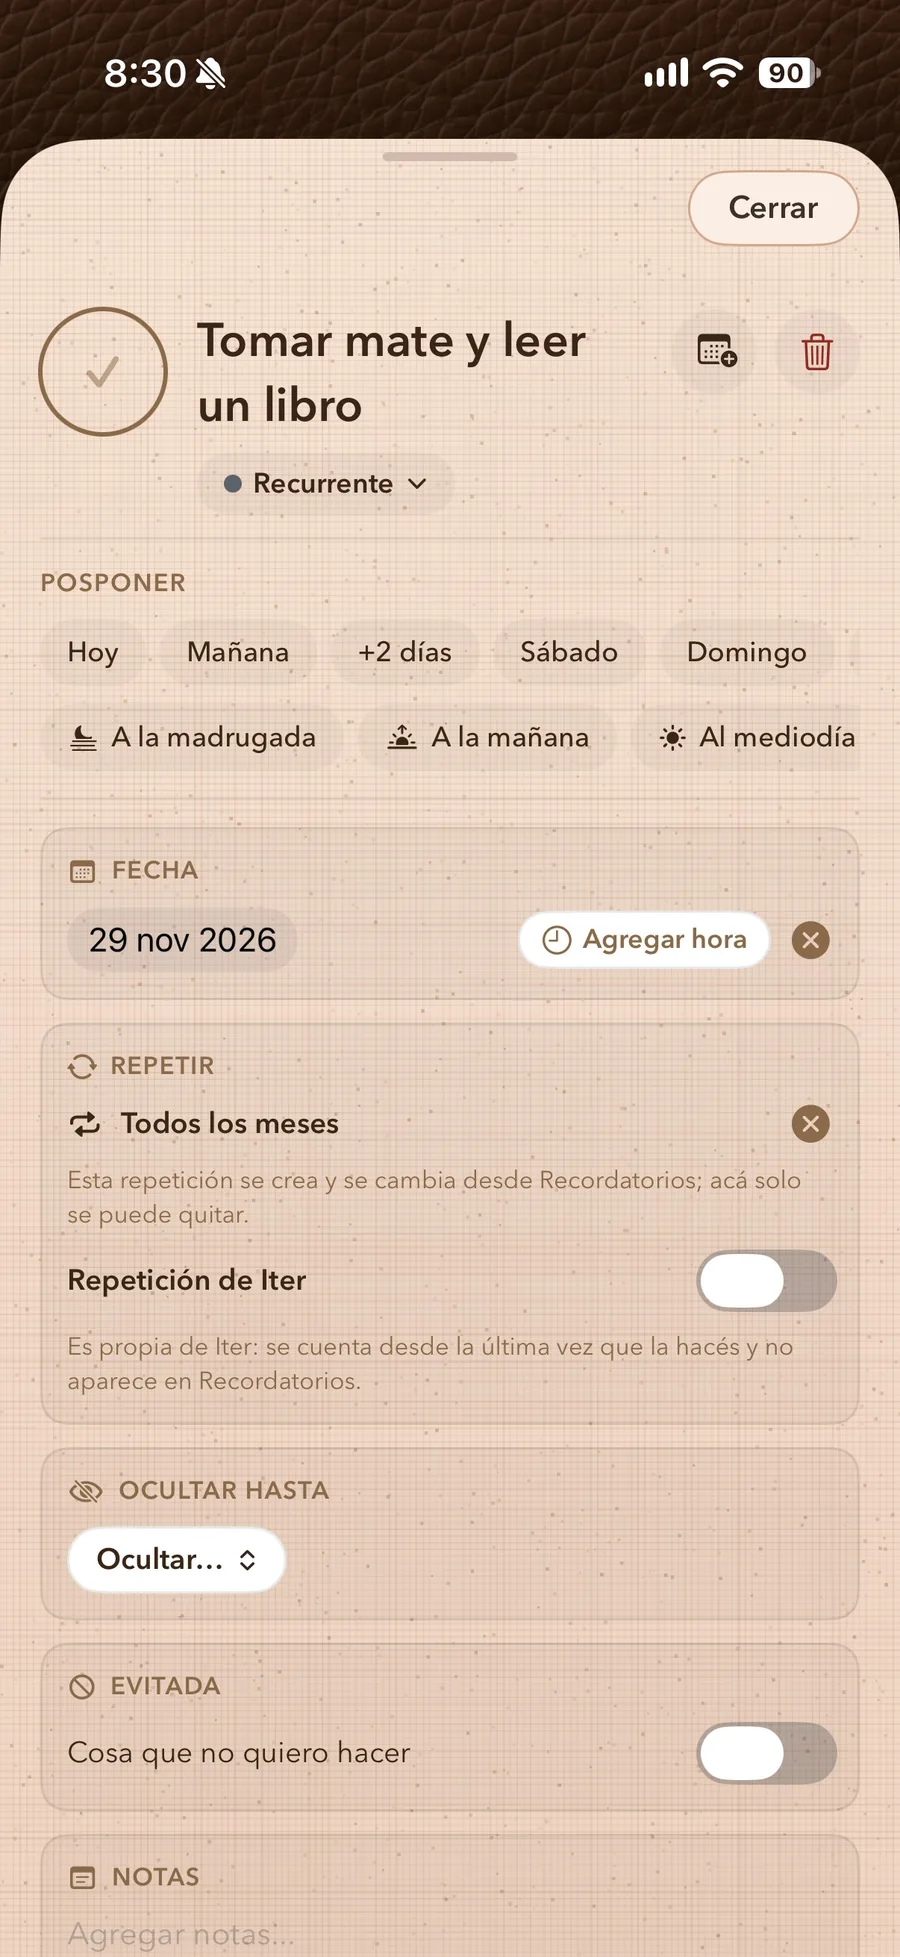 8:30
90
Cerrar
Tomar mate y leer
un libro
Recurrente
POSPONER
Hoy Mañana +2 días Sábado Domingo
A la madrugada A la mañana Al mediodía
FECHA
29 nov 2026 Agregar hora
REPETIR
Todos los meses
Esta repetición se crea y se cambia desde Recordatorios; acá solo
se puede quitar.
Repetición de Iter
Es propia de Iter: se cuenta desde la última vez que la hacés y no
aparece en Recordatorios.
OCULTAR HASTA
Ocultar...
EVITADA
Cosa que no quiero hacer
NOTAS
Agregar notas...